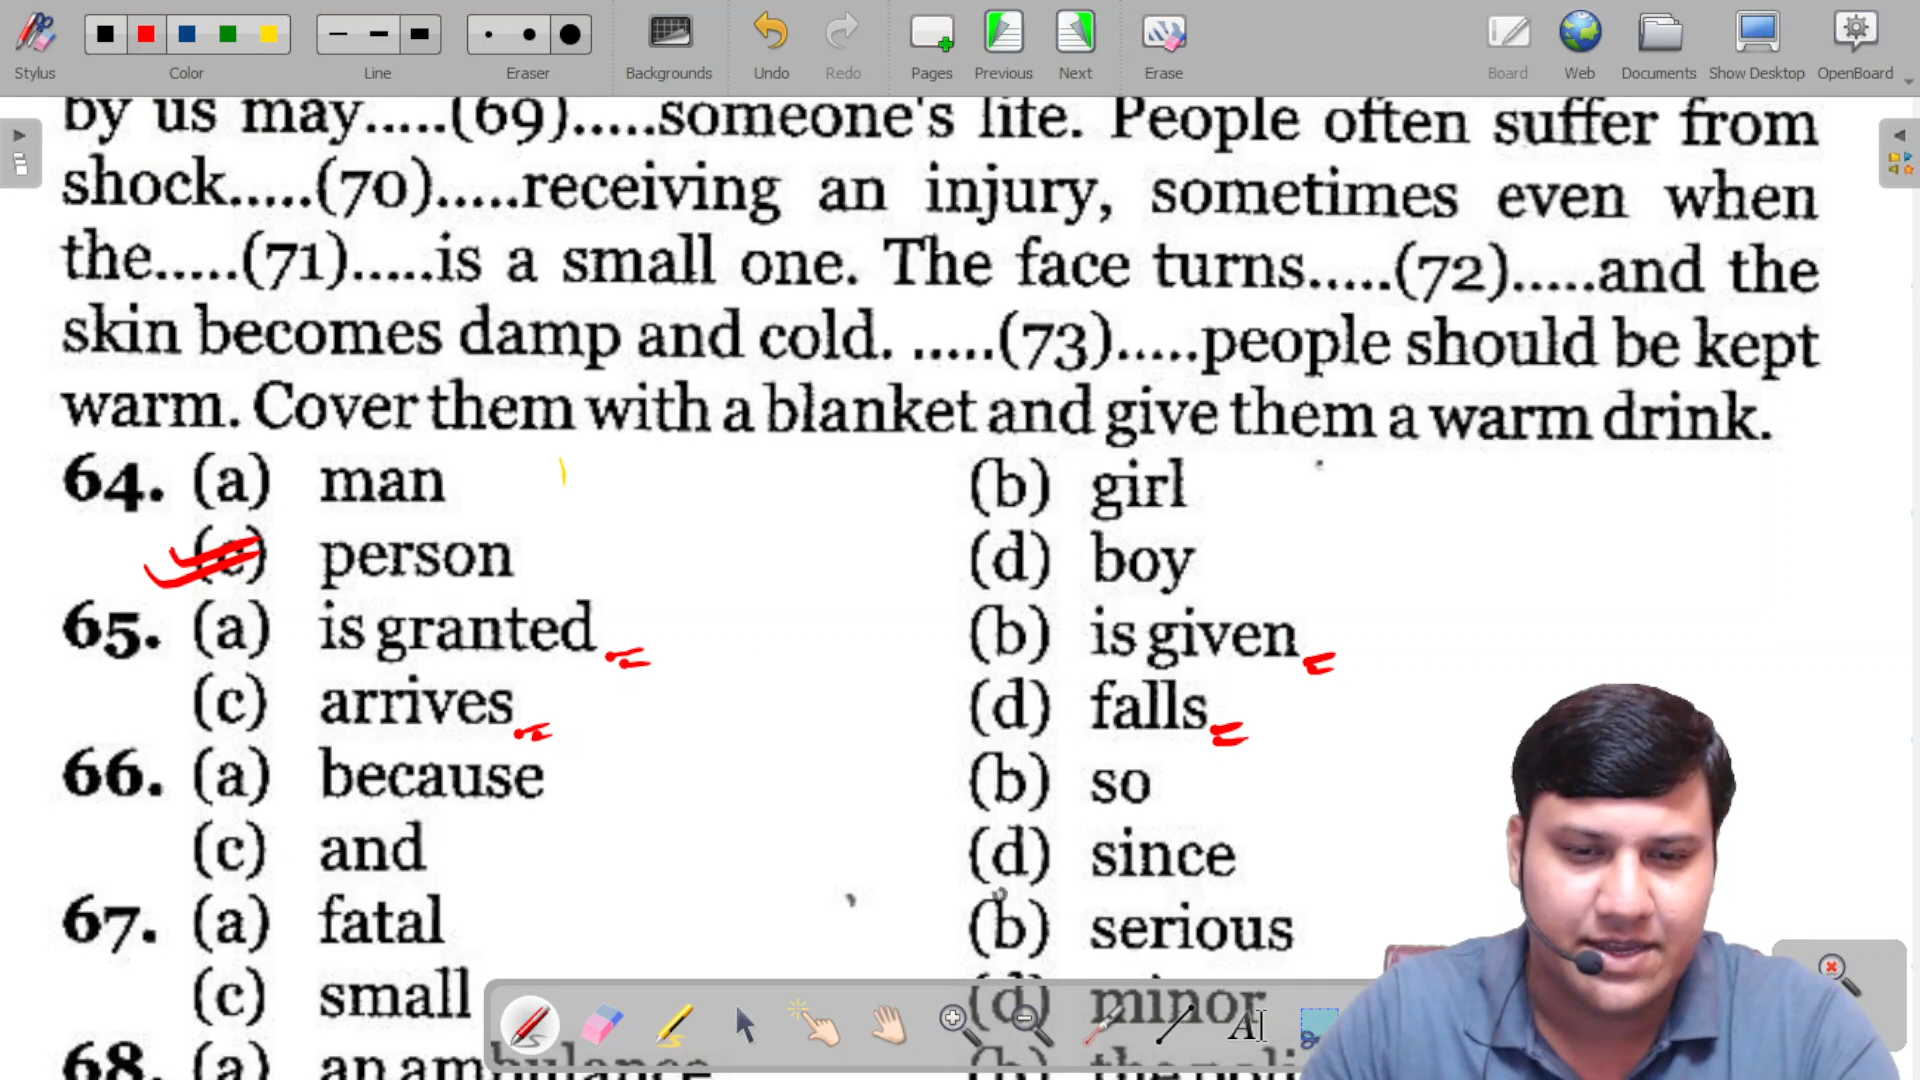 Stylus Color Line Eraser Backgrounds Undo Redo Pages Previous Next Erase Board Web Documents Show Desktop OpenBoard
by us may.....(69).....someone's life. People often suffer from
shock.....(70).....receiving an injury, sometimes even when
the.....(71).....is a small one. The face turns.....(72).....and the
skin becomes damp and cold. .....(73).....people should be kept
warm. Cover them with a blanket and give them a warm drink.
64. (a) man (b) girl
(c) person (d) boy
65. (a) is granted (b) is given
(c) arrives (d) falls
66. (a) because (b) so
(c) and (d) since
67. (a) fatal (b) serious
(c) small (d) minor
68. (a) an ambulance (b) the